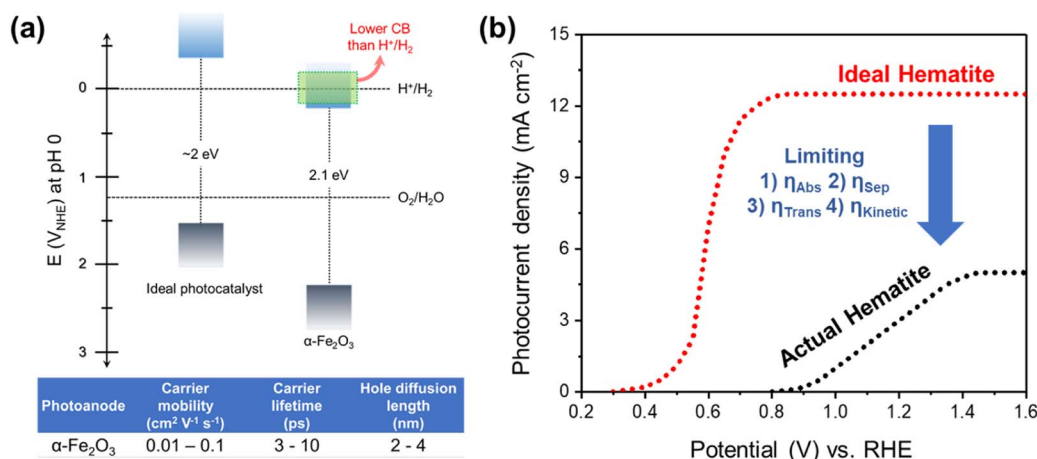 (a)
Lower CB
than H⁺/H₂
0
H⁺/H₂
~2 eV
2.1 eV
1
O₂/H₂O
E (V_NHE) at pH 0
2
Ideal photocatalyst
α-Fe₂O₃
3
Photoanode
Carrier
mobility
(cm² V⁻¹ s⁻¹)
Carrier
lifetime
(ps)
Hole diffusion
length
(nm)
α-Fe₂O₃
0.01 – 0.1
3 - 10
2 - 4
(b)
15
Ideal Hematite
12
Limiting
1) η_Abs 2) η_Sep
3) η_Trans 4) η_Kinetic
9
6
Actual Hematite
3
0
Photocurrent density (mA cm⁻²)
0.2 0.4 0.6 0.8 1.0 1.2 1.4 1.6
Potential (V) vs. RHE